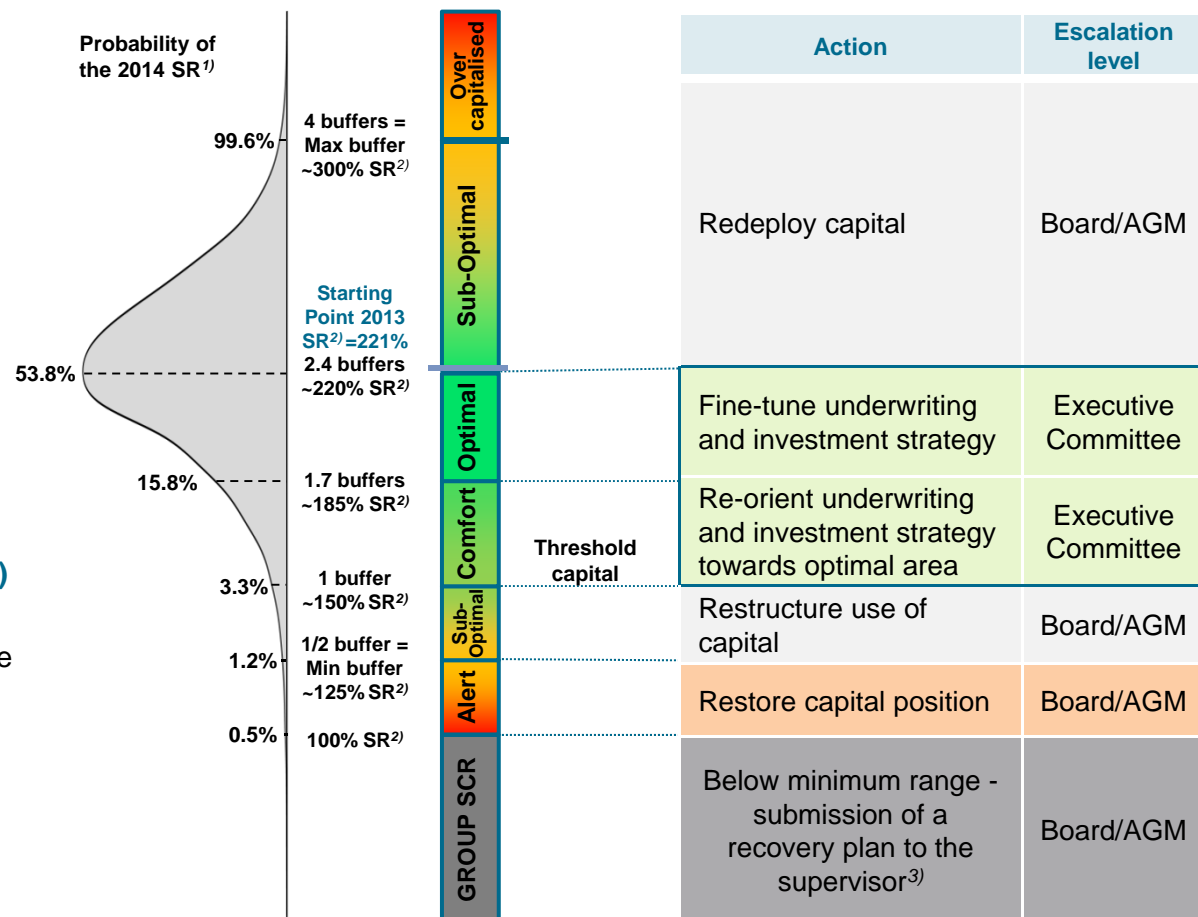 Probability of
the 2014 SR1)
99.6%
53.8%
15.8%
3.3%
1.2%
0.5%
)
e
4 buffers =
Max buffer
~300% SR2)
Starting
Point 2013
SR2) =221%
2.4 buffers
~220% SR2)
1.7 buffers
~185% SR2)
1 buffer
~150% SR2)
1/2 buffer =
Min buffer
~125% SR2)
100% SR2)
Over
capitalised
Sub-Optimal
Optimal
Comfort
Sub-
Optimal
Alert
GROUP SCR
Threshold
capital
Action
Escalation
level
Redeploy capital
Board/AGM
Fine-tune underwriting
and investment strategy
Executive
Committee
Re-orient underwriting
and investment strategy
towards optimal area
Executive
Committee
Restructure use of
capital
Board/AGM
Restore capital position
Board/AGM
Below minimum range -
submission of a
recovery plan to the
supervisor3)
Board/AGM